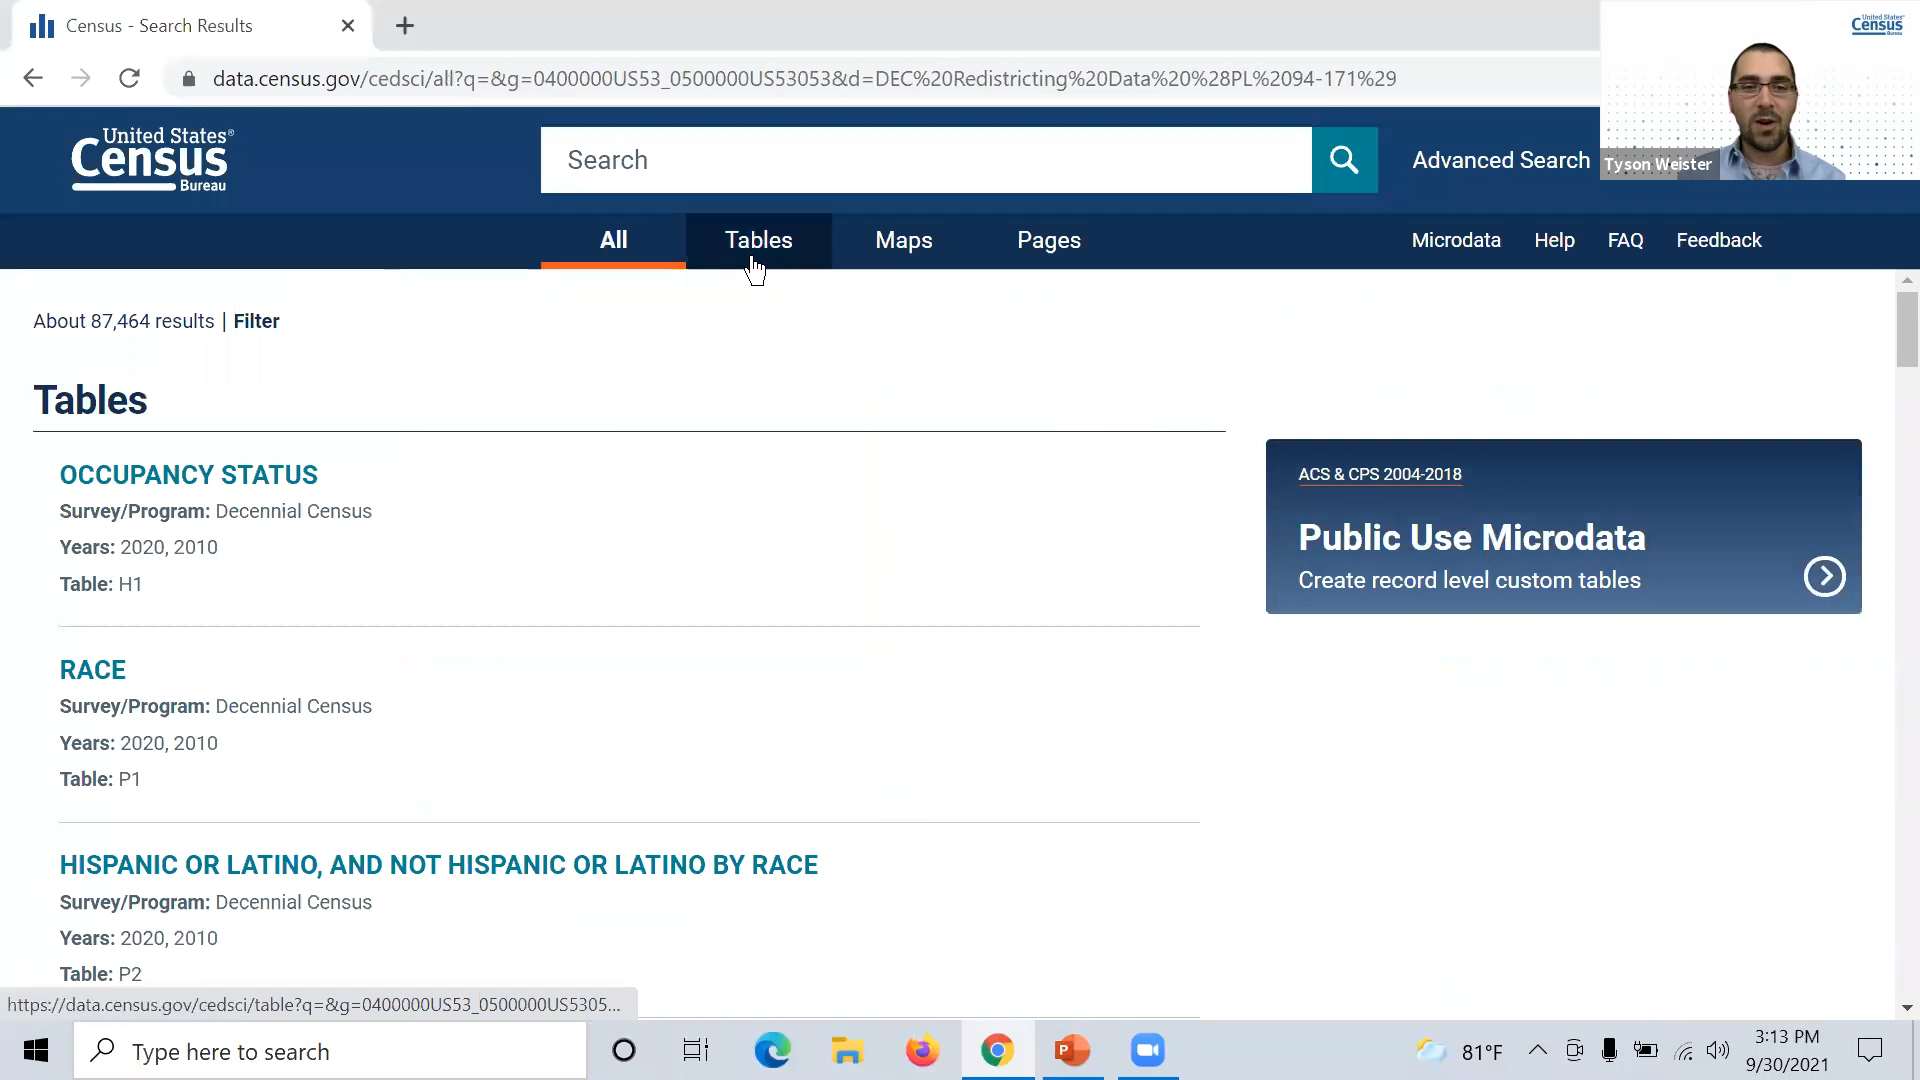 Census - Search Results
United States®
Census
Bureau
data.census.gov/cedsci/all?q=&g=0400000US53_0500000US53053&d=DEC%20Redistricting%20Data%20%28PL%2094-171%29
United States®
Census
Bureau
Search
Advanced Search
Tyson Weister
All
Tables
Maps
Pages
Microdata
Help
FAQ
Feedback
About 87,464 results | Filter
Tables
OCCUPANCY STATUS
Survey/Program: Decennial Census
Years: 2020, 2010
Table: H1
ACS & CPS 2004-2018
Public Use Microdata
Create record level custom tables
RACE
Survey/Program: Decennial Census
Years: 2020, 2010
Table: P1
HISPANIC OR LATINO, AND NOT HISPANIC OR LATINO BY RACE
Survey/Program: Decennial Census
Years: 2020, 2010
Table: P2
https://data.census.gov/cedsci/table?q=&g=0400000US53_0500000US5305...
Type here to search
81°F
3:13 PM
9/30/2021